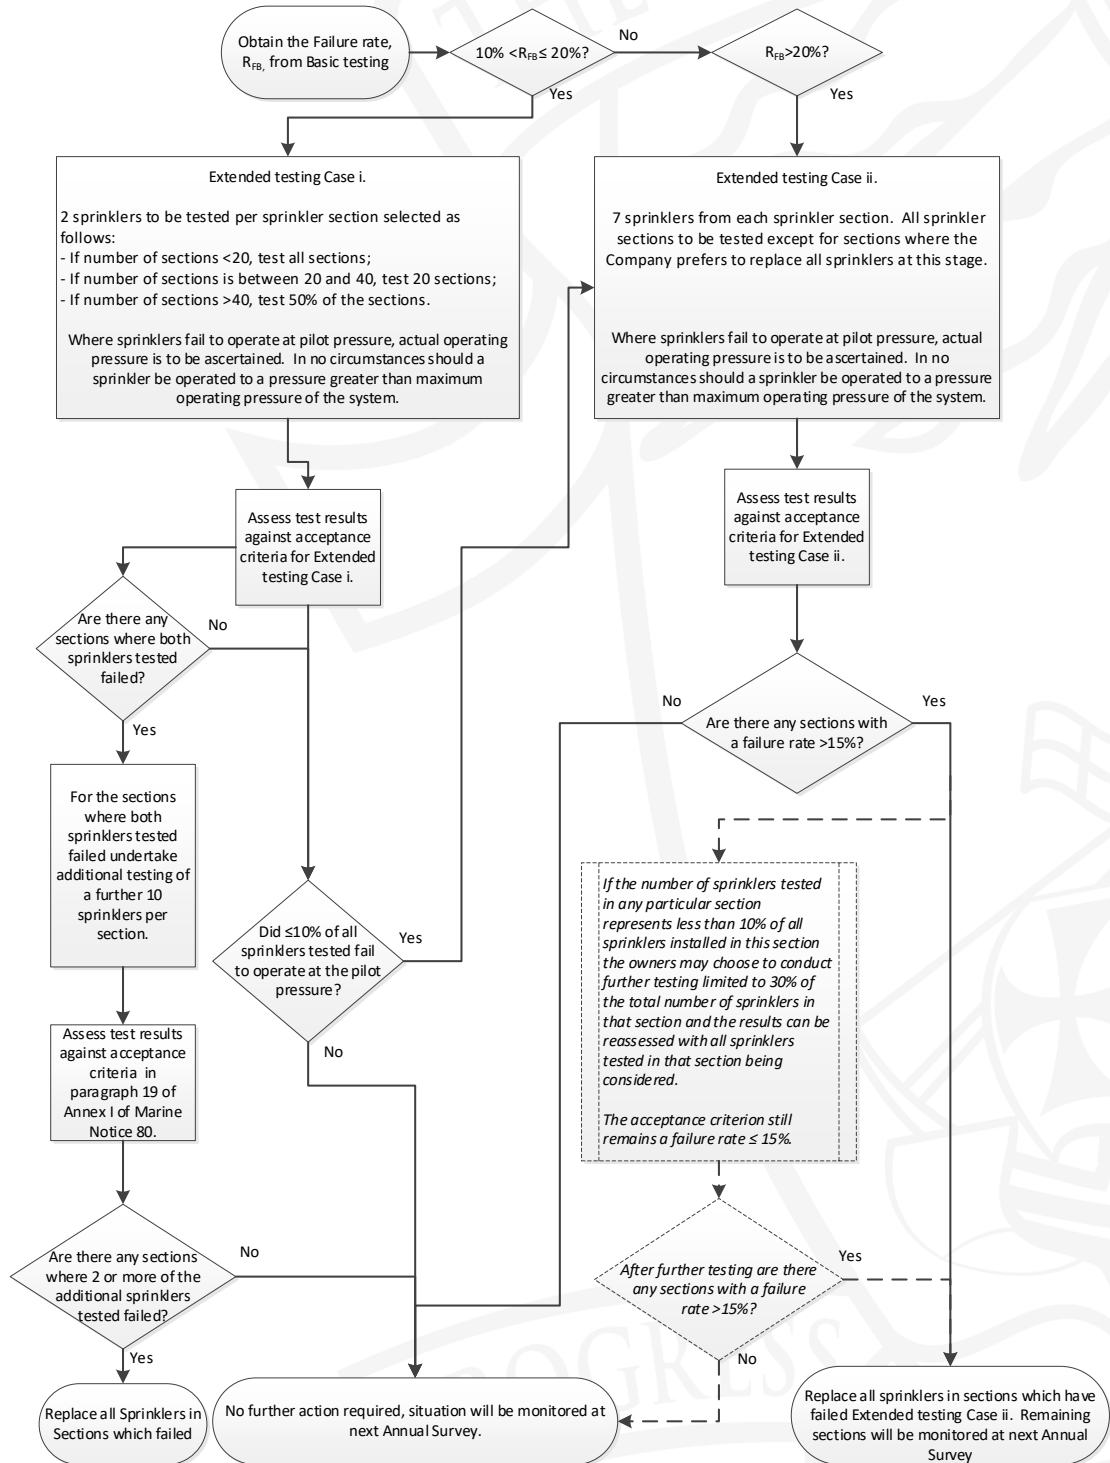 Obtain the Failure rate,
R_FB, from Basic testing
10% <R_FB≤ 20%?
No
R_FB>20%?
Yes
Yes
Extended testing Case i.
2 sprinklers to be tested per sprinkler section selected as
follows:
- If number of sections <20, test all sections;
- If number of sections is between 20 and 40, test 20 sections;
- If number of sections >40, test 50% of the sections.
Where sprinklers fail to operate at pilot pressure, actual operating
pressure is to be ascertained.  In no circumstances should a
sprinkler be operated to a pressure greater than maximum
operating pressure of the system.
Extended testing Case ii.
7 sprinklers from each sprinkler section.  All sprinkler
sections to be tested except for sections where the
Company prefers to replace all sprinklers at this stage.
Where sprinklers fail to operate at pilot pressure, actual
operating pressure is to be ascertained.  In no
circumstances should a sprinkler be operated to a pressure
greater than maximum operating pressure of the system.
Assess test results
against acceptance
criteria for Extended
testing Case i.
Assess test results
against acceptance
criteria for Extended
testing Case ii.
Are there any
sections where both
sprinklers tested
failed?
No
Yes
Are there any sections with
a failure rate >15%?
No
Yes
For the sections
where both
sprinklers tested
failed undertake
additional testing of
a further 10
sprinklers per
section.
Did ≤10% of all
sprinklers tested fail
to operate at the pilot
pressure?
Yes
No
If the number of sprinklers tested
in any particular section
represents less than 10% of all
sprinklers installed in this section
the owners may choose to conduct
further testing limited to 30% of
the total number of sprinklers in
that section and the results can be
reassessed with all sprinklers
tested in that section being
considered.
The acceptance criterion still
remains a failure rate ≤ 15%.
Assess test results
against acceptance
criteria  in
paragraph 19 of
Annex I of Marine
Notice 80.
Are there any sections
where 2 or more of the
additional sprinklers
tested failed?
No
Yes
After further testing are there
any sections with a failure
rate >15%?
Yes
No
Replace all Sprinklers in
Sections which failed
No further action required, situation will be monitored at
next Annual Survey.
Replace all sprinklers in sections which have
failed Extended testing Case ii.  Remaining
sections will be monitored at next Annual
Survey
THE
PROGRESS